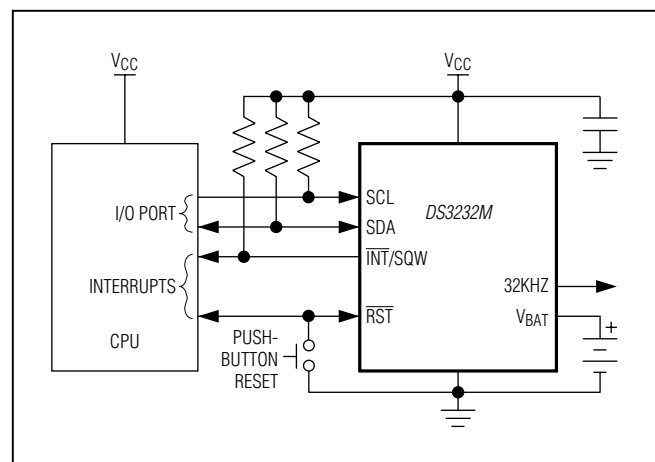 VCC
VCC
SCL
DS3232M
I/O PORT
SDA
INT/SQW
INTERRUPTS
32KHZ
RST
VBAT
CPU
PUSH-
BUTTON
RESET
+